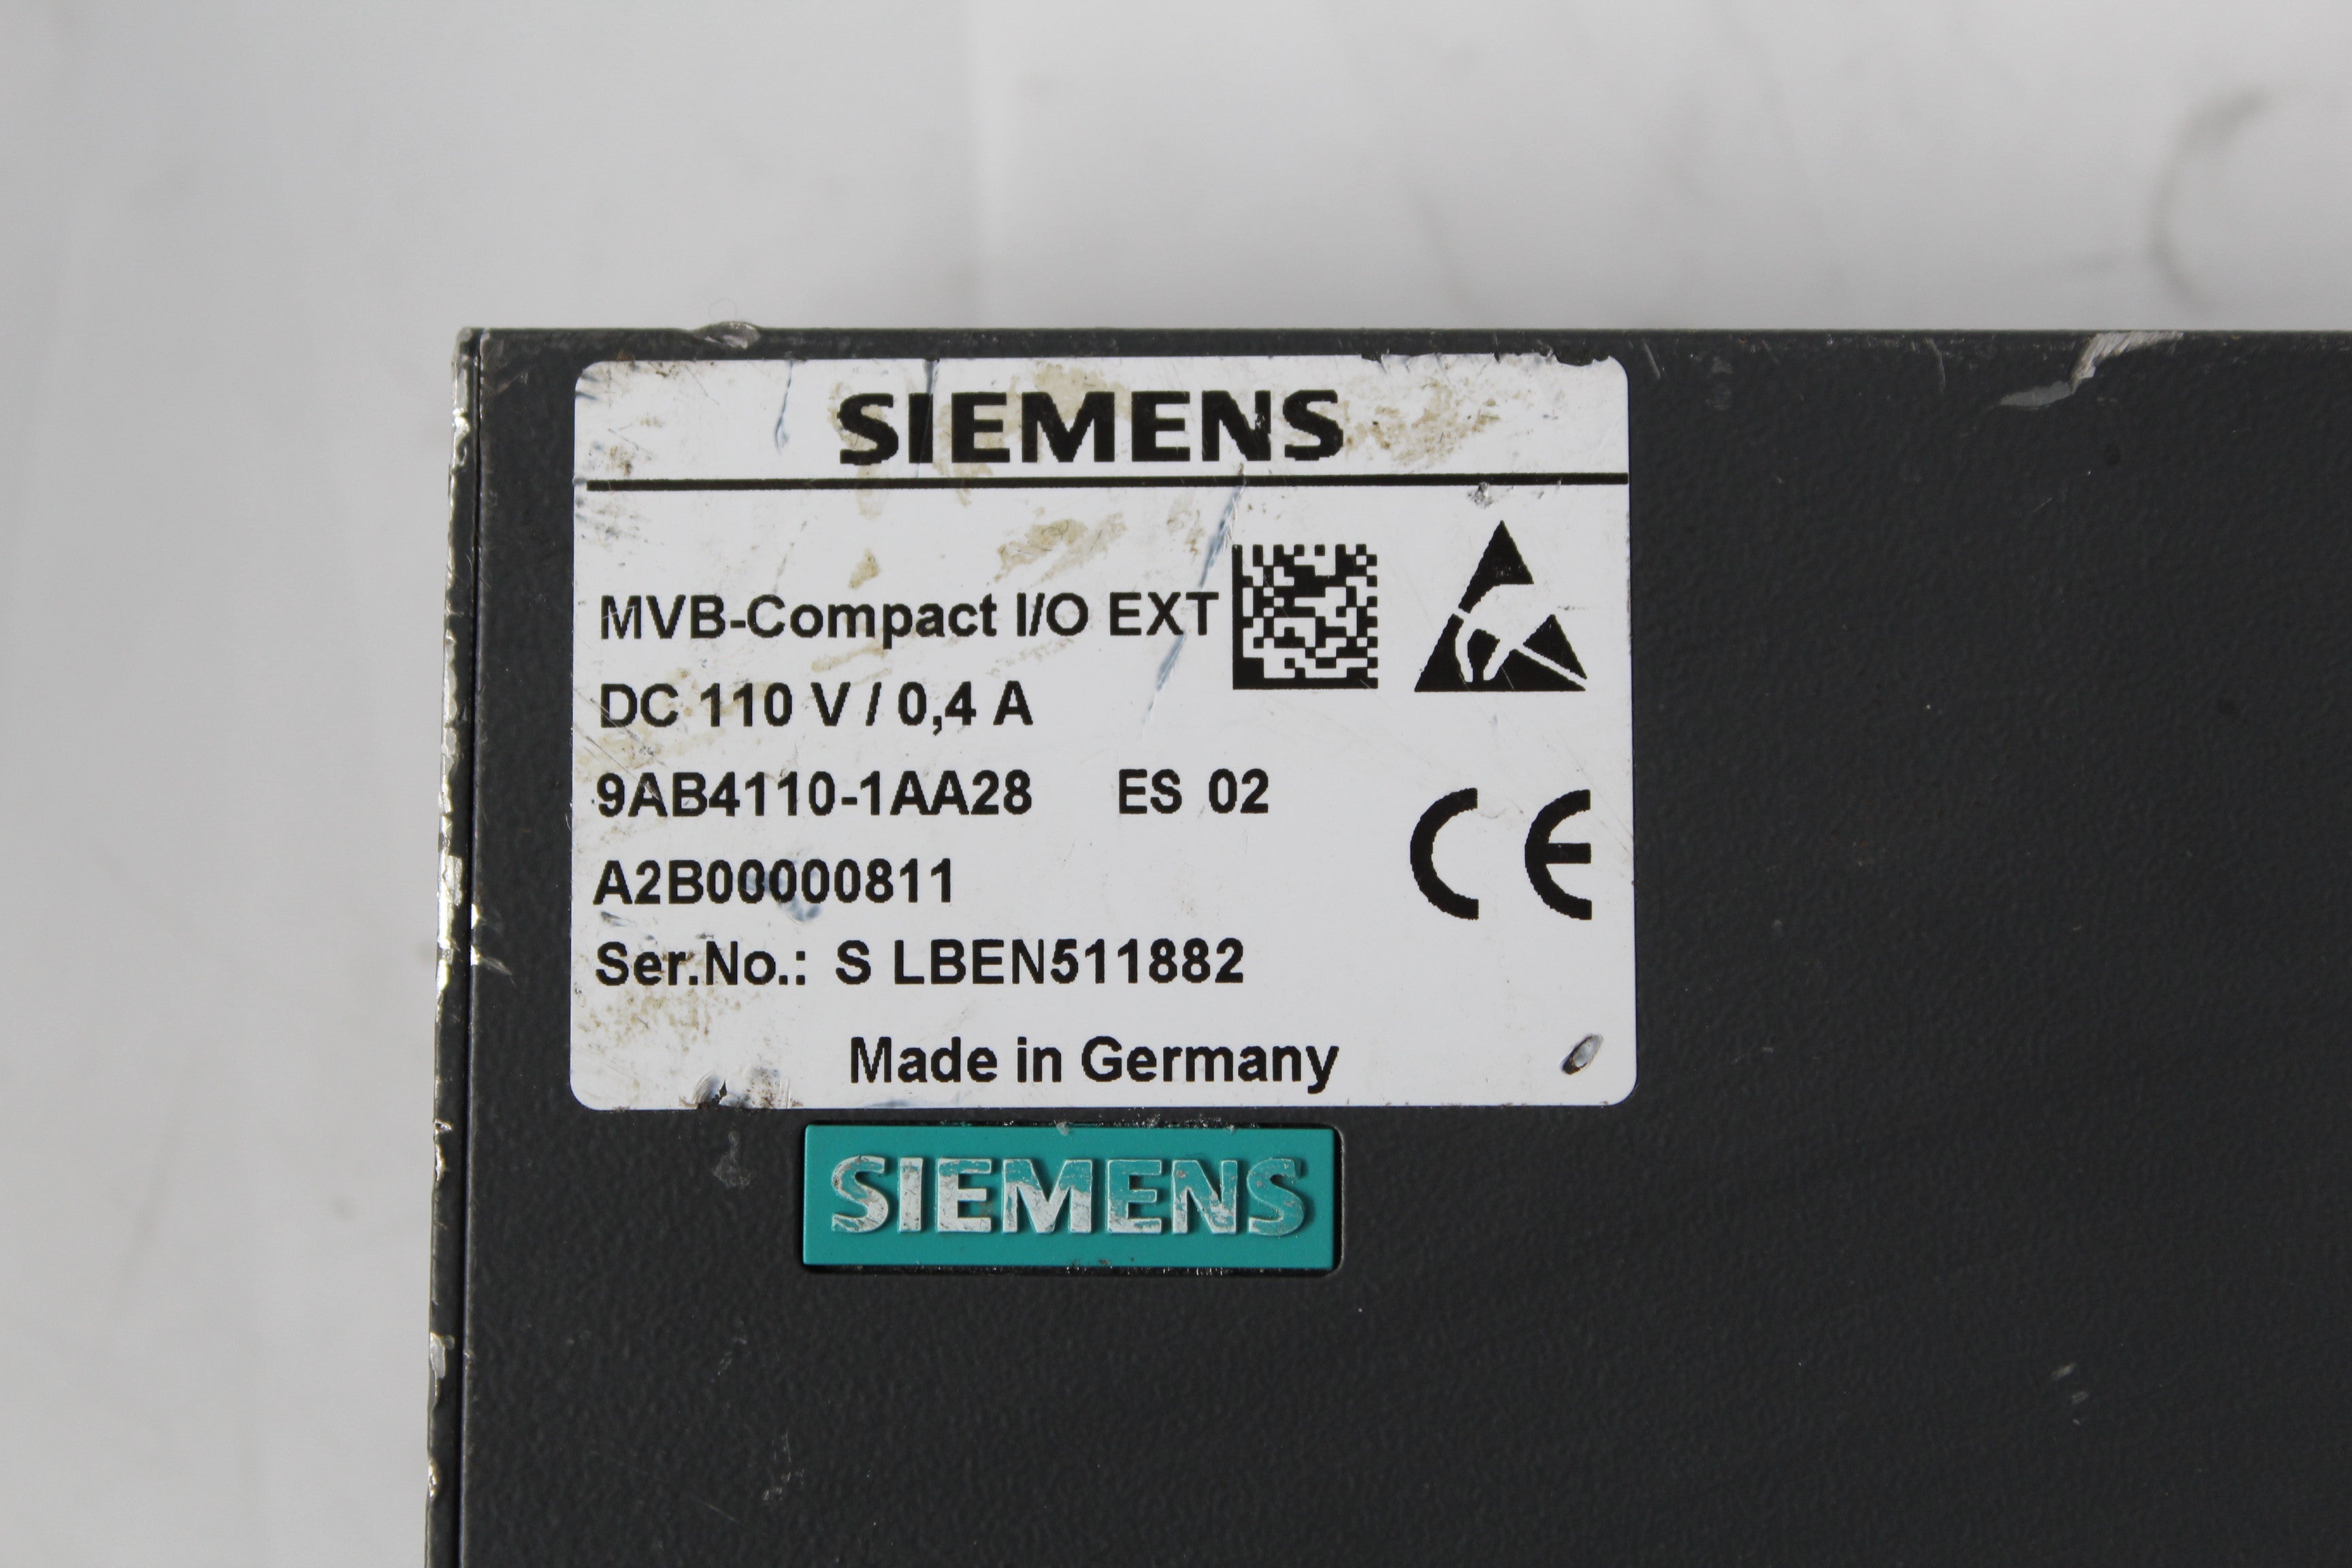 SIEMENS
MVB-Compact I/O EXT
DC 110 V / 0,4 A
9AB4110-1AA28 ES 02
A2B00000811
Ser.No.: S LBEN511882
CE
Made in Germany
SIEMENS